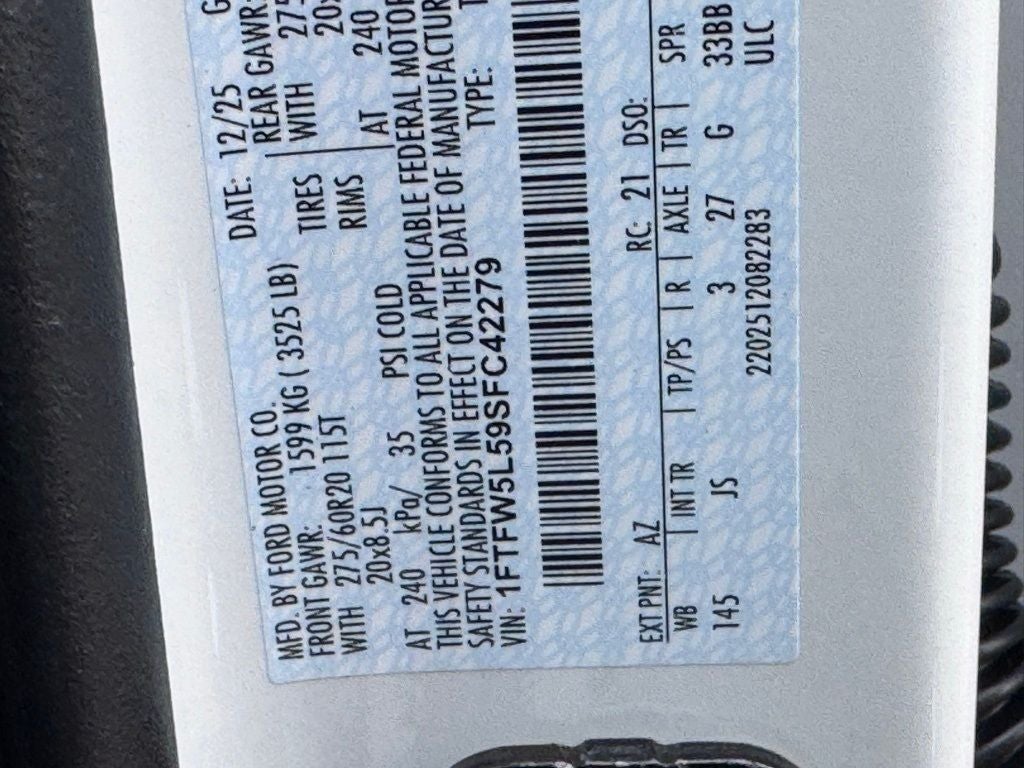 MFD. BY FORD MOTOR CO.
DATE: 12/25 G
FRONT GAWR: 1599 KG ( 3525 LB)
REAR GAWR:
WITH 275/60R20 115T TIRES
WITH 275
20x8.5J RIMS
20x
AT 240 kPa/ 35 PSI COLD
AT 240
THIS VEHICLE CONFORMS TO ALL APPLICABLE FEDERAL MOTOR
SAFETY STANDARDS IN EFFECT ON THE DATE OF MANUFACTUR
VIN: 1FTFW5L59SFC42279
TYPE: T
EXT PNT: AZ RC: 21 DSO:
WB | INT TR | TP/PS | R | AXLE | TR | SPR
145 JS 3 27 G 33BB
2202512082283 ULC